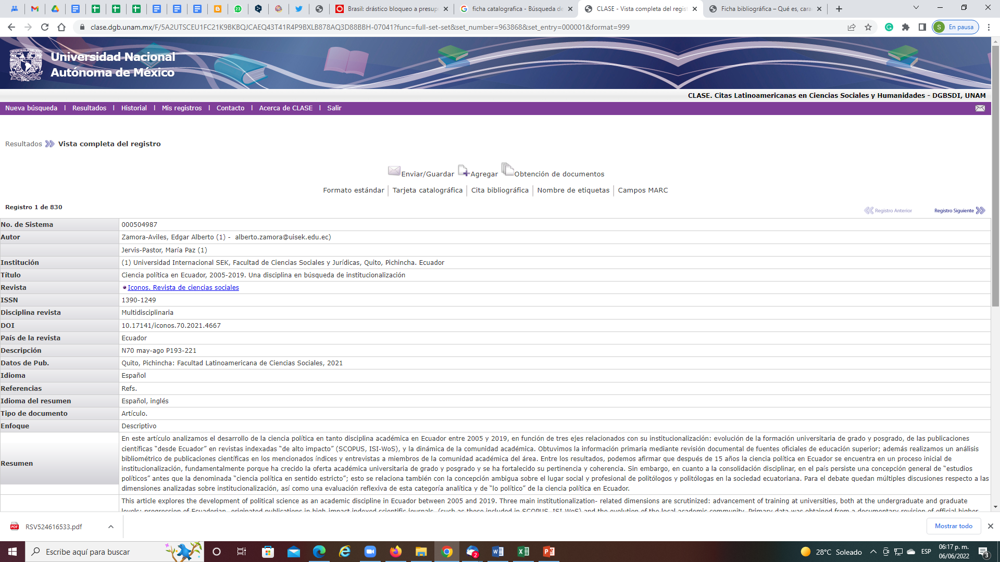 23
Brasil: drástico bloqueo a presup
ficha catalografica - Búsqueda de
CLASE - Vista completa del regist
Ficha bibliográfica – Qué es, cara
clase.dgb.unam.mx/F/5A2UTSCEU1FC21K9BKBQJCAEQ43T41R4P9BXLB878AQ3D88BBH-07041?func=full-set-set&set_number=963868&set_entry=000001&format=999
S En pausa
Universidad Nacional
Autónoma de México
CLASE. Citas Latinoamericanas en Ciencias Sociales y Humanidades - DGBSDI, UNAM
Nueva búsqueda | Resultados | Historial | Mis registros | Contacto | Acerca de CLASE | Salir
Resultados Vista completa del registro
Enviar/Guardar Agregar Obtención de documentos
Formato estándar Tarjeta catalográfica Cita bibliográfica Nombre de etiquetas Campos MARC
Registro 1 de 830
Registro Anterior Registro Siguiente
No. de Sistema 000504987
Autor Zamora-Aviles, Edgar Alberto (1) - alberto.zamora@uisek.edu.ec)
Jervis-Pastor, María Paz (1)
Institución (1) Universidad Internacional SEK, Facultad de Ciencias Sociales y Jurídicas, Quito, Pichincha. Ecuador
Título Ciencia política en Ecuador, 2005-2019. Una disciplina en búsqueda de institucionalización
Revista Iconos. Revista de ciencias sociales
ISSN 1390-1249
Disciplina revista Multidisciplinaria
DOI 10.17141/iconos.70.2021.4667
País de la revista Ecuador
Descripción N70 may-ago P193-221
Datos de Pub. Quito, Pichincha: Facultad Latinoamericana de Ciencias Sociales, 2021
Idioma Español
Referencias Refs.
Idioma del resumen Español, inglés
Tipo de documento Artículo.
Enfoque Descriptivo
En este artículo analizamos el desarrollo de la ciencia política en tanto disciplina académica en Ecuador entre 2005 y 2019, en función de tres ejes relacionados con su institucionalización: evolución de la formación universitaria de grado y posgrado, de las publicaciones
científicas “desde Ecuador” en revistas indexadas “de alto impacto” (SCOPUS, ISI-WoS), y la dinámica de la comunidad académica. Obtuvimos la información primaria mediante revisión documental de fuentes oficiales de educación superior; además realizamos un análisis
bibliométrico de publicaciones científicas en los mencionados índices y entrevistas a miembros de la comunidad académica del área. Entre los resultados, podemos afirmar que después de 15 años la ciencia política en Ecuador se encuentra en un proceso inicial de
Resumen institucionalización, fundamentalmente porque ha crecido la oferta académica universitaria de grado y posgrado y se ha fortalecido su pertinencia y coherencia. Sin embargo, en cuanto a la consolidación disciplinar, en el país persiste una concepción general de “estudios
políticos” antes que la denominada “ciencia política en sentido estricto”; esto se relaciona también con la concepción ambigua sobre el lugar social y profesional de politólogos y politólogas en la sociedad ecuatoriana. Para el debate quedan múltiples discusiones respecto a las
dimensiones analizadas sobre institucionalización, así como una evaluación reflexiva de esta categoría analítica y de “lo político” de la ciencia política en Ecuador.
This article explores the development of political science as an academic discipline in Ecuador between 2005 and 2019. Three main institutionalization- related dimensions are scrutinized: advancement of training at universities, both at the undergraduate and graduate
levels; progression of Ecuadorian- originated publications in high-impact indexed scientific journals, (such as those included in SCOPUS, ISI-WoS) and the evolution of the local academic community. Primary data was obtained from a documentary revision of official higher
RSV524616533.pdf
Mostrar todo
Escribe aquí para buscar
2
28°C Soleado
ESP
06:17 p. m.
06/06/2022
3